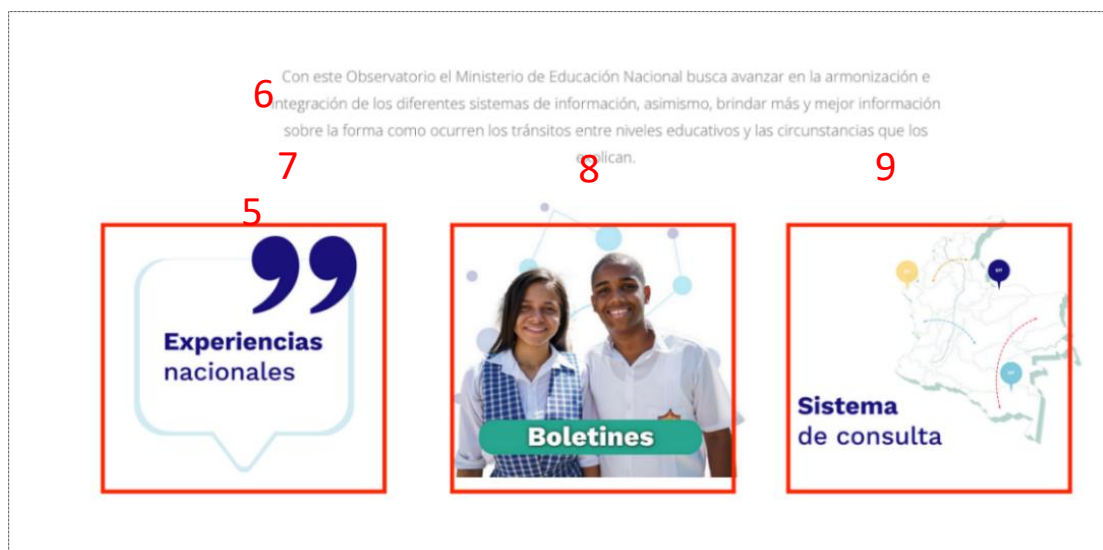 Con este Observatorio el Ministerio de Educación Nacional busca avanzar en la armonización e
6
integración de los diferentes sistemas de información, asimismo, brindar más y mejor información
sobre la forma como ocurren los tránsitos entre niveles educativos y las circunstancias que los
explican.
7
8
9
5
Experiencias
nacionales
Boletines
Sistema
de consulta